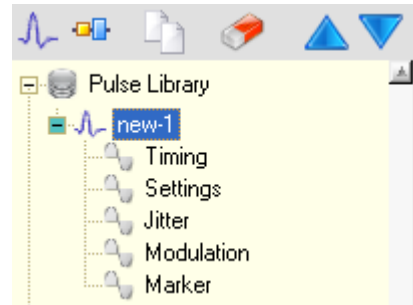 Pulse Library
new-1
Timing
Settings
Jitter
Modulation
Marker